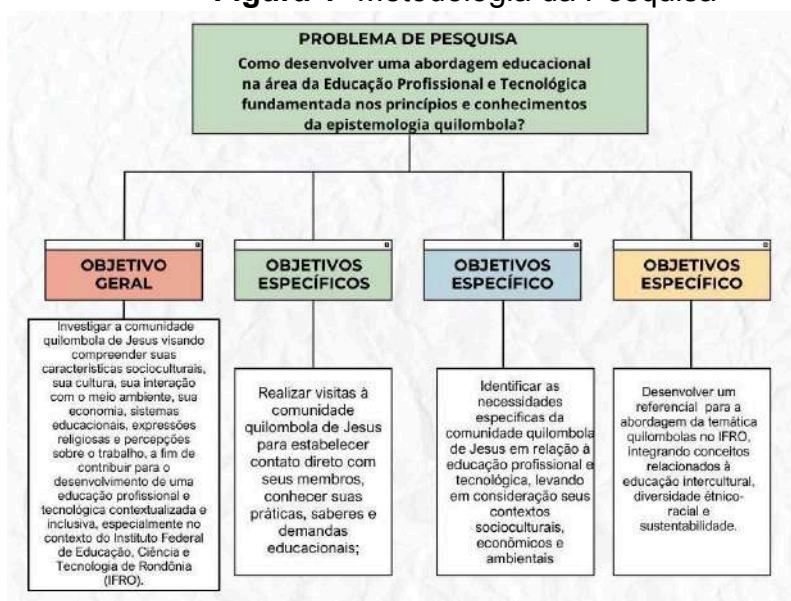 Figura 1- Metodologia da Pesquisa
PROBLEMA DE PESQUISA
Como desenvolver uma abordagem educacional
na área da Educação Profissional e Tecnológica
fundamentada nos princípios e conhecimentos
da epistemologia quilombola?
OBJETIVO
GERAL
Investigar a comunidade
quilombola de Jesus visando
compreender suas
características socioculturais,
sua cultura, sua interação
com o meio ambiente, sua
economia, sistemas
educacionais, expressões
religiosas e percepções
sobre o trabalho, a fim de
contribuir para o
desenvolvimento de uma
educação profissional e
tecnológica contextualizada e
inclusiva, especialmente no
contexto do Instituto Federal
de Educação, Ciência e
Tecnologia de Rondônia
(IFRO).
OBJETIVOS
ESPECÍFICOS
Realizar visitas à
comunidade
quilombola de Jesus
para estabelecer
contato direto com
seus membros,
conhecer suas
práticas, saberes e
demandas
educacionais;
OBJETIVOS
ESPECÍFICO
Identificar as
necessidades
específicas da
comunidade quilombola
de Jesus em relação à
educação profissional e
tecnológica, levando
em consideração seus
contextos
socioculturais,
econômicos e
ambientais
OBJETIVOS
ESPECÍFICO
Desenvolver um
referencial para a
abordagem da temática
quilombolas no IFRO,
integrando conceitos
relacionados à
educação intercultural,
diversidade étnico-
racial e
sustentabilidade.